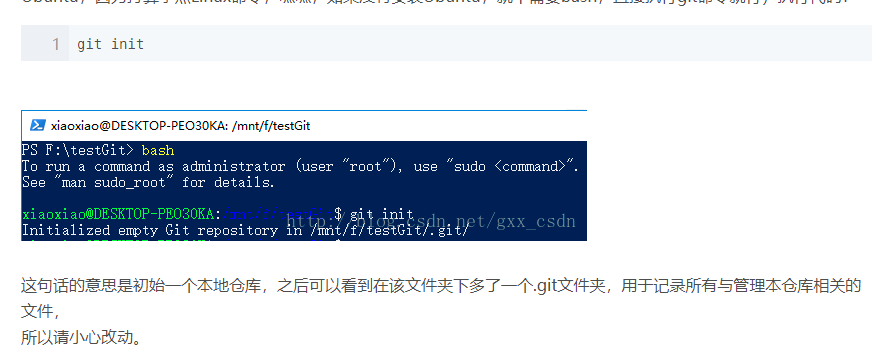 git init
1
git init
xiaoxiao@DESKTOP-PEO30KA: /mnt/f/testGit
PS F:\testGit> bash
To run a command as administrator (user "root"), use "sudo <command>".
See "man sudo_root" for details.
xiaoxiao@DESKTOP-PEO30KA:/mnt/f/testGit$ git init
http://blog.csdn.net/gxx_csdn
Initialized empty Git repository in /mnt/f/testGit/.git/
这句话的意思是初始一个本地仓库，之后可以看到在该文件夹下多了一个.git文件夹，用于记录所有与管理本仓库相关的
文件，
所以请小心改动。